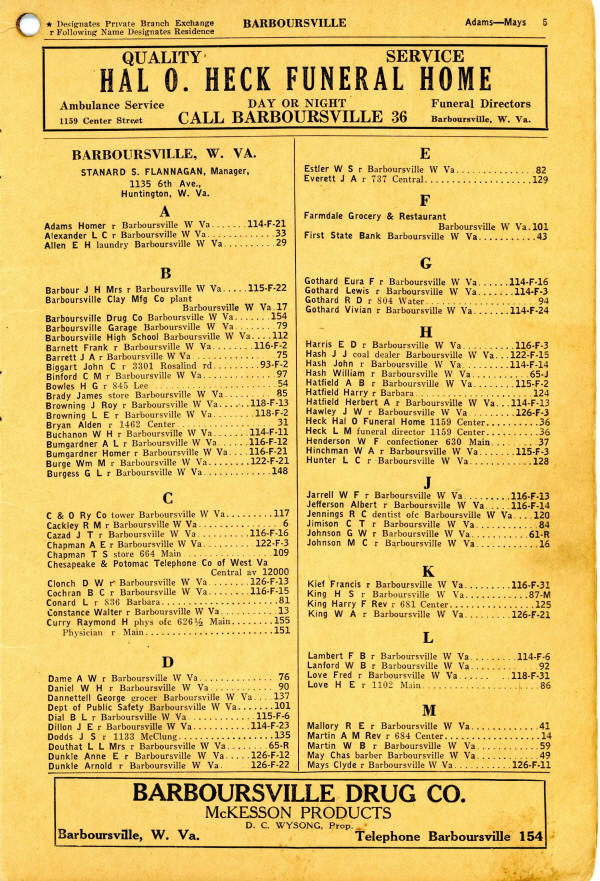 ★ Designates Private Branch Exchange
r Following Name Designates Residence
BARBOURSVILLE
Adams—Mays 5
QUALITY SERVICE
HAL O. HECK FUNERAL HOME
Ambulance Service DAY OR NIGHT Funeral Directors
1159 Center Street CALL BARBOURSVILLE 36 Barboursville, W. Va.
BARBOURSVILLE, W. VA.
STANARD S. FLANNAGAN, Manager,
1135 6th Ave.,
Huntington, W. Va.
A
Adams Homer r Barboursville W Va.......114-F-21
Alexander L C r Barboursville W Va..........33
Allen E H laundry Barboursville W Va..........29
B
Barbour J H Mrs r Barboursville W Va.....115-F-22
Barboursville Clay Mfg Co plant
Barboursville W Va.17
Barboursville Drug Co Barboursville W Va.......154
Barboursville Garage Barboursville W Va........79
Barboursville High School Barboursville W Va....112
Barnett Frank r Barboursville W Va........116-F-2
Barrett J A r Barboursville W Va............75
Biggart John C r 3301 Rosalind rd.........93-F-2
Binford C M r Barboursville W Va............97
Bowles H G r 845 Lee....................54
Brady James store Barboursville W Va........85
Browning J Roy r Barboursville W Va......118-F-13
Browning L E r Barboursville W Va........118-F-2
Bryan Alden r 1462 Center................31
Buchanon W H r Barboursville W Va......114-F-11
Bumgardner A L r Barboursville W Va......116-F-12
Bumgardner Homer r Barboursville W Va....116-F-21
Burge Wm M r Barboursville W Va........122-F-21
Burgess G L r Barboursville W Va..........148
C
C & O Ry Co tower Barboursville W Va.......117
Cackley R M r Barboursville W Va............6
Cazad J T r Barboursville W Va.........116-F-16
Chapman A E r Barboursville W Va.........122-F-3
Chapman T S store 664 Main..............109
Chesapeake & Potomac Telephone Co of West Va
Central av 12000
Clonch D W r Barboursville W Va........126-F-13
Cochran B C r Barboursville W Va........116-F-15
Conard L r 836 Barbara...................81
Constance Walter r Barboursville W Va........13
Curry Raymond H phys ofc 626½ Main.......155
Physician r Main.....................151
D
Dame A W r Barboursville W Va............76
Daniel W H r Barboursville W Va...........90
Dannettell George grocer Barboursville W Va....137
Dept of Public Safety Barboursville W Va......101
Dial B L r Barboursville W Va............115-F-6
Dillon J E r Barboursville W Va.........114-F-23
Dodds J S r 1133 McClung................135
Douthat L L Mrs r Barboursville W Va.......65-R
Dunkle Anne E r Barboursville W Va......126-F-12
Dunkle Arnold r Barboursville W Va......126-F-22
E
Estler W S r Barboursville W Va............82
Everett J A r 737 Central................129
F
Farmdale Grocery & Restaurant
Barboursville W Va.101
First State Bank Barboursville W Va..........43
G
Gothard Eura F r Barboursville W Va......114-F-16
Gothard Lewis r Barboursville W Va........114-F-3
Gothard R D r 804 Water..................94
Gothard Vivian r Barboursville W Va......114-F-24
H
Harris E D r Barboursville W Va..........116-F-3
Hash J J coal dealer Barboursville W Va...122-F-15
Hash John r Barboursville W Va.........114-F-14
Hash William r Barboursville W Va..........65-J
Hatfield A B r Barboursville W Va.........115-F-2
Hatfield Harry r Barbara.................124
Hatfield Herbert A r Barboursville W Va...114-F-13
Hawley J W r Barboursville W Va..........126-F-3
Heck Hal O Funeral Home 1159 Center........36
Heck L M funeral director 1159 Center........36
Henderson W F confectioner 630 Main........37
Hinchman W A r Barboursville W Va.......115-F-3
Hunter L C r Barboursville W Va...........128
J
Jarrell W F r Barboursville W Va.........116-F-13
Jefferson Albert r Barboursville W Va.....116-F-14
Jennings R C dentist ofc Barboursville W Va....120
Jimison C T r Barboursville W Va...........84
Johnson G W r Barboursville W Va.........61-R
Johnson M C r Barboursville W Va...........16
K
Kief Francis r Barboursville W Va........116-F-31
King H S r Barboursville W Va............87-M
King Harry F Rev r 681 Center............125
King W A r Barboursville W Va..........126-F-21
L
Lambert F B r Barboursville W Va.........114-F-6
Lanford W B r Barboursville W Va...........92
Love Fred r Barboursville W Va.........118-F-31
Love H E r 1102 Main....................86
M
Mallory R E r Barboursville W Va...........41
Martin A M Rev r 684 Center..............14
Martin W B r Barboursville W Va...........59
May Chas barber Barboursville W Va.........49
Mays Clyde r Barboursville W Va.........126-F-11
BARBOURSVILLE DRUG CO.
McKESSON PRODUCTS
D. C. WYSONG, Prop.
Barboursville, W. Va. Telephone Barboursville 154